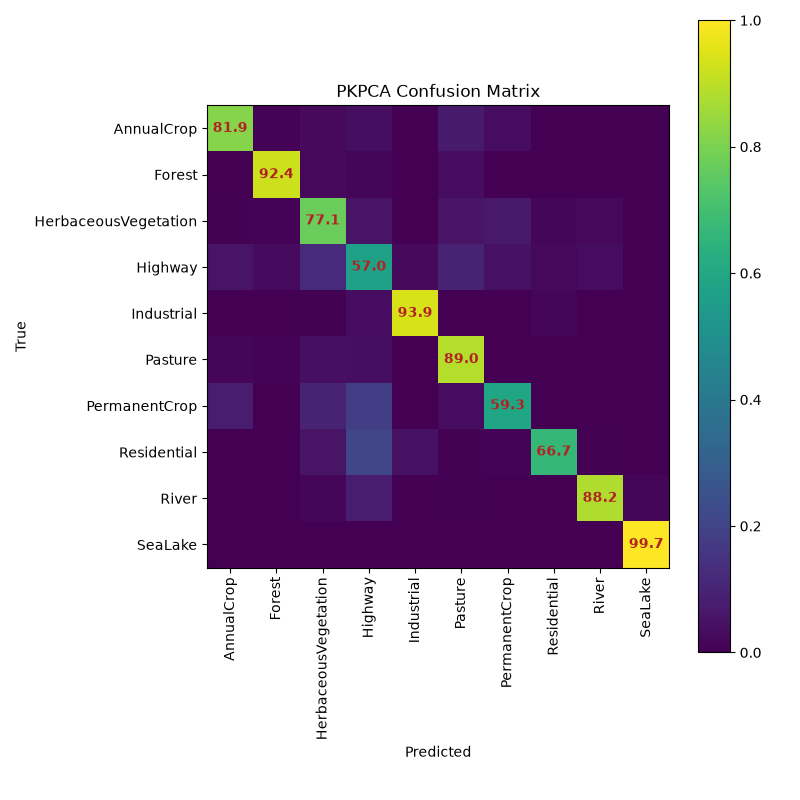 PKPCA Confusion Matrix
True
AnnualCrop
Forest
HerbaceousVegetation
Highway
Industrial
Pasture
PermanentCrop
Residential
River
SeaLake
81.9
92.4
77.1
57.0
93.9
89.0
59.3
66.7
88.2
99.7
AnnualCrop
Forest
HerbaceousVegetation
Highway
Industrial
Pasture
PermanentCrop
Residential
River
SeaLake
Predicted
1.0
0.8
0.6
0.4
0.2
0.0